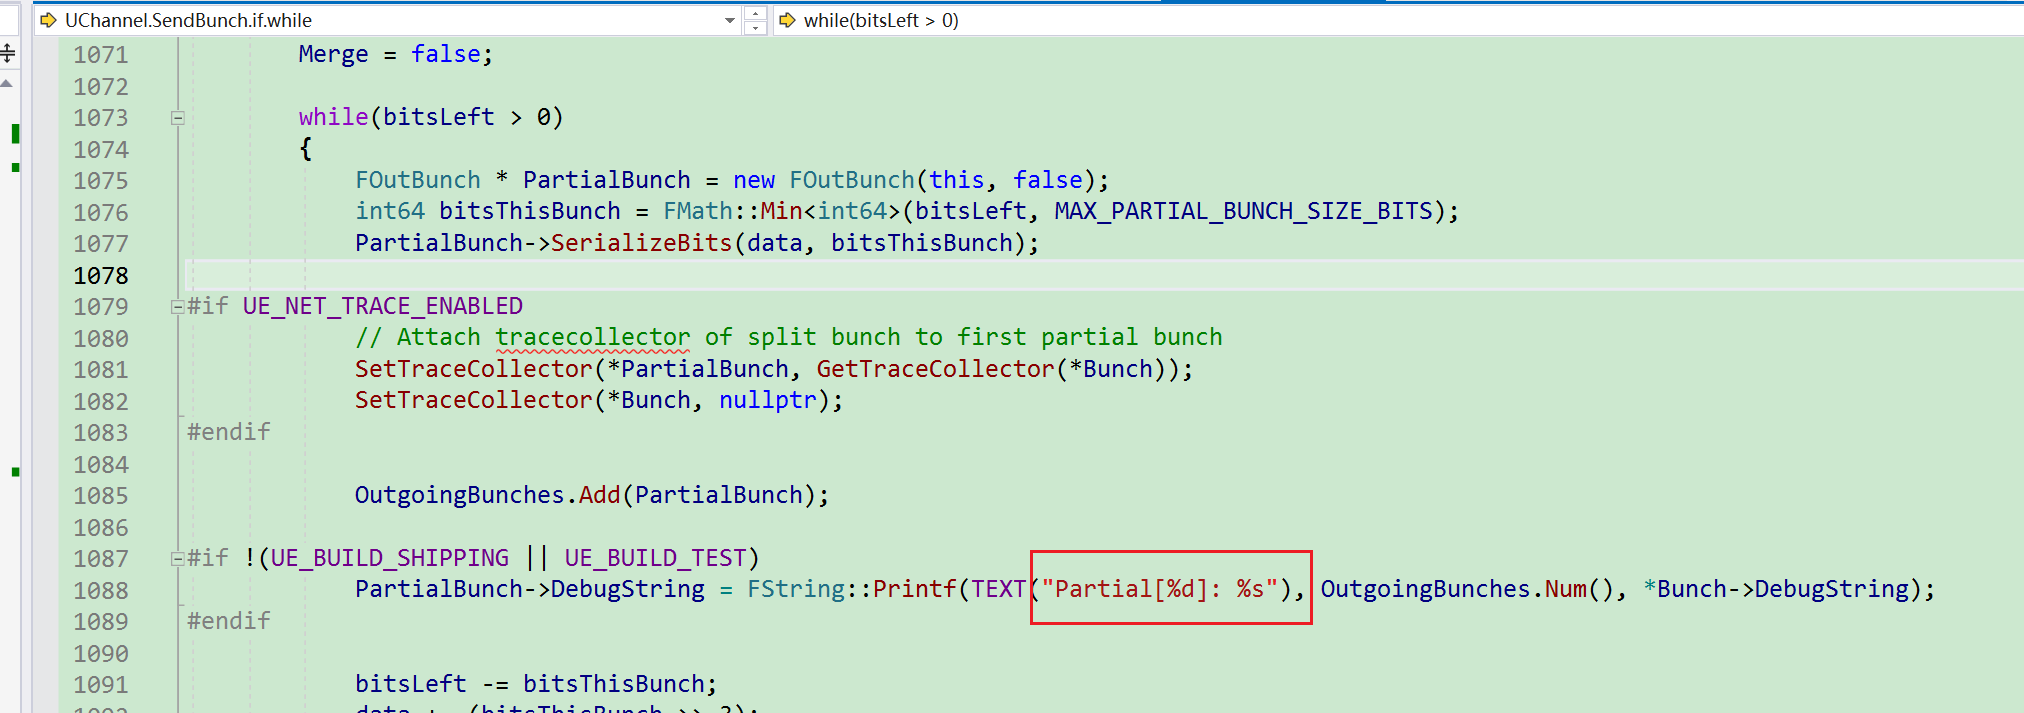 UChannel.SendBunch.if.while
while(bitsLeft > 0)
1071 Merge = false;
1072
1073 while(bitsLeft > 0)
1074 {
1075 FOutBunch * PartialBunch = new FOutBunch(this, false);
1076 int64 bitsThisBunch = FMath::Min<int64>(bitsLeft, MAX_PARTIAL_BUNCH_SIZE_BITS);
1077 PartialBunch->SerializeBits(data, bitsThisBunch);
1078
1079 #if UE_NET_TRACE_ENABLED
1080 // Attach tracecollector of split bunch to first partial bunch
1081 SetTraceCollector(*PartialBunch, GetTraceCollector(*Bunch));
1082 SetTraceCollector(*Bunch, nullptr);
1083 #endif
1084
1085 OutgoingBunches.Add(PartialBunch);
1086
1087 #if !(UE_BUILD_SHIPPING || UE_BUILD_TEST)
1088 PartialBunch->DebugString = FString::Printf(TEXT("Partial[%d]: %s"), OutgoingBunches.Num(), *Bunch->DebugString);
1089 #endif
1090
1091 bitsLeft -= bitsThisBunch;